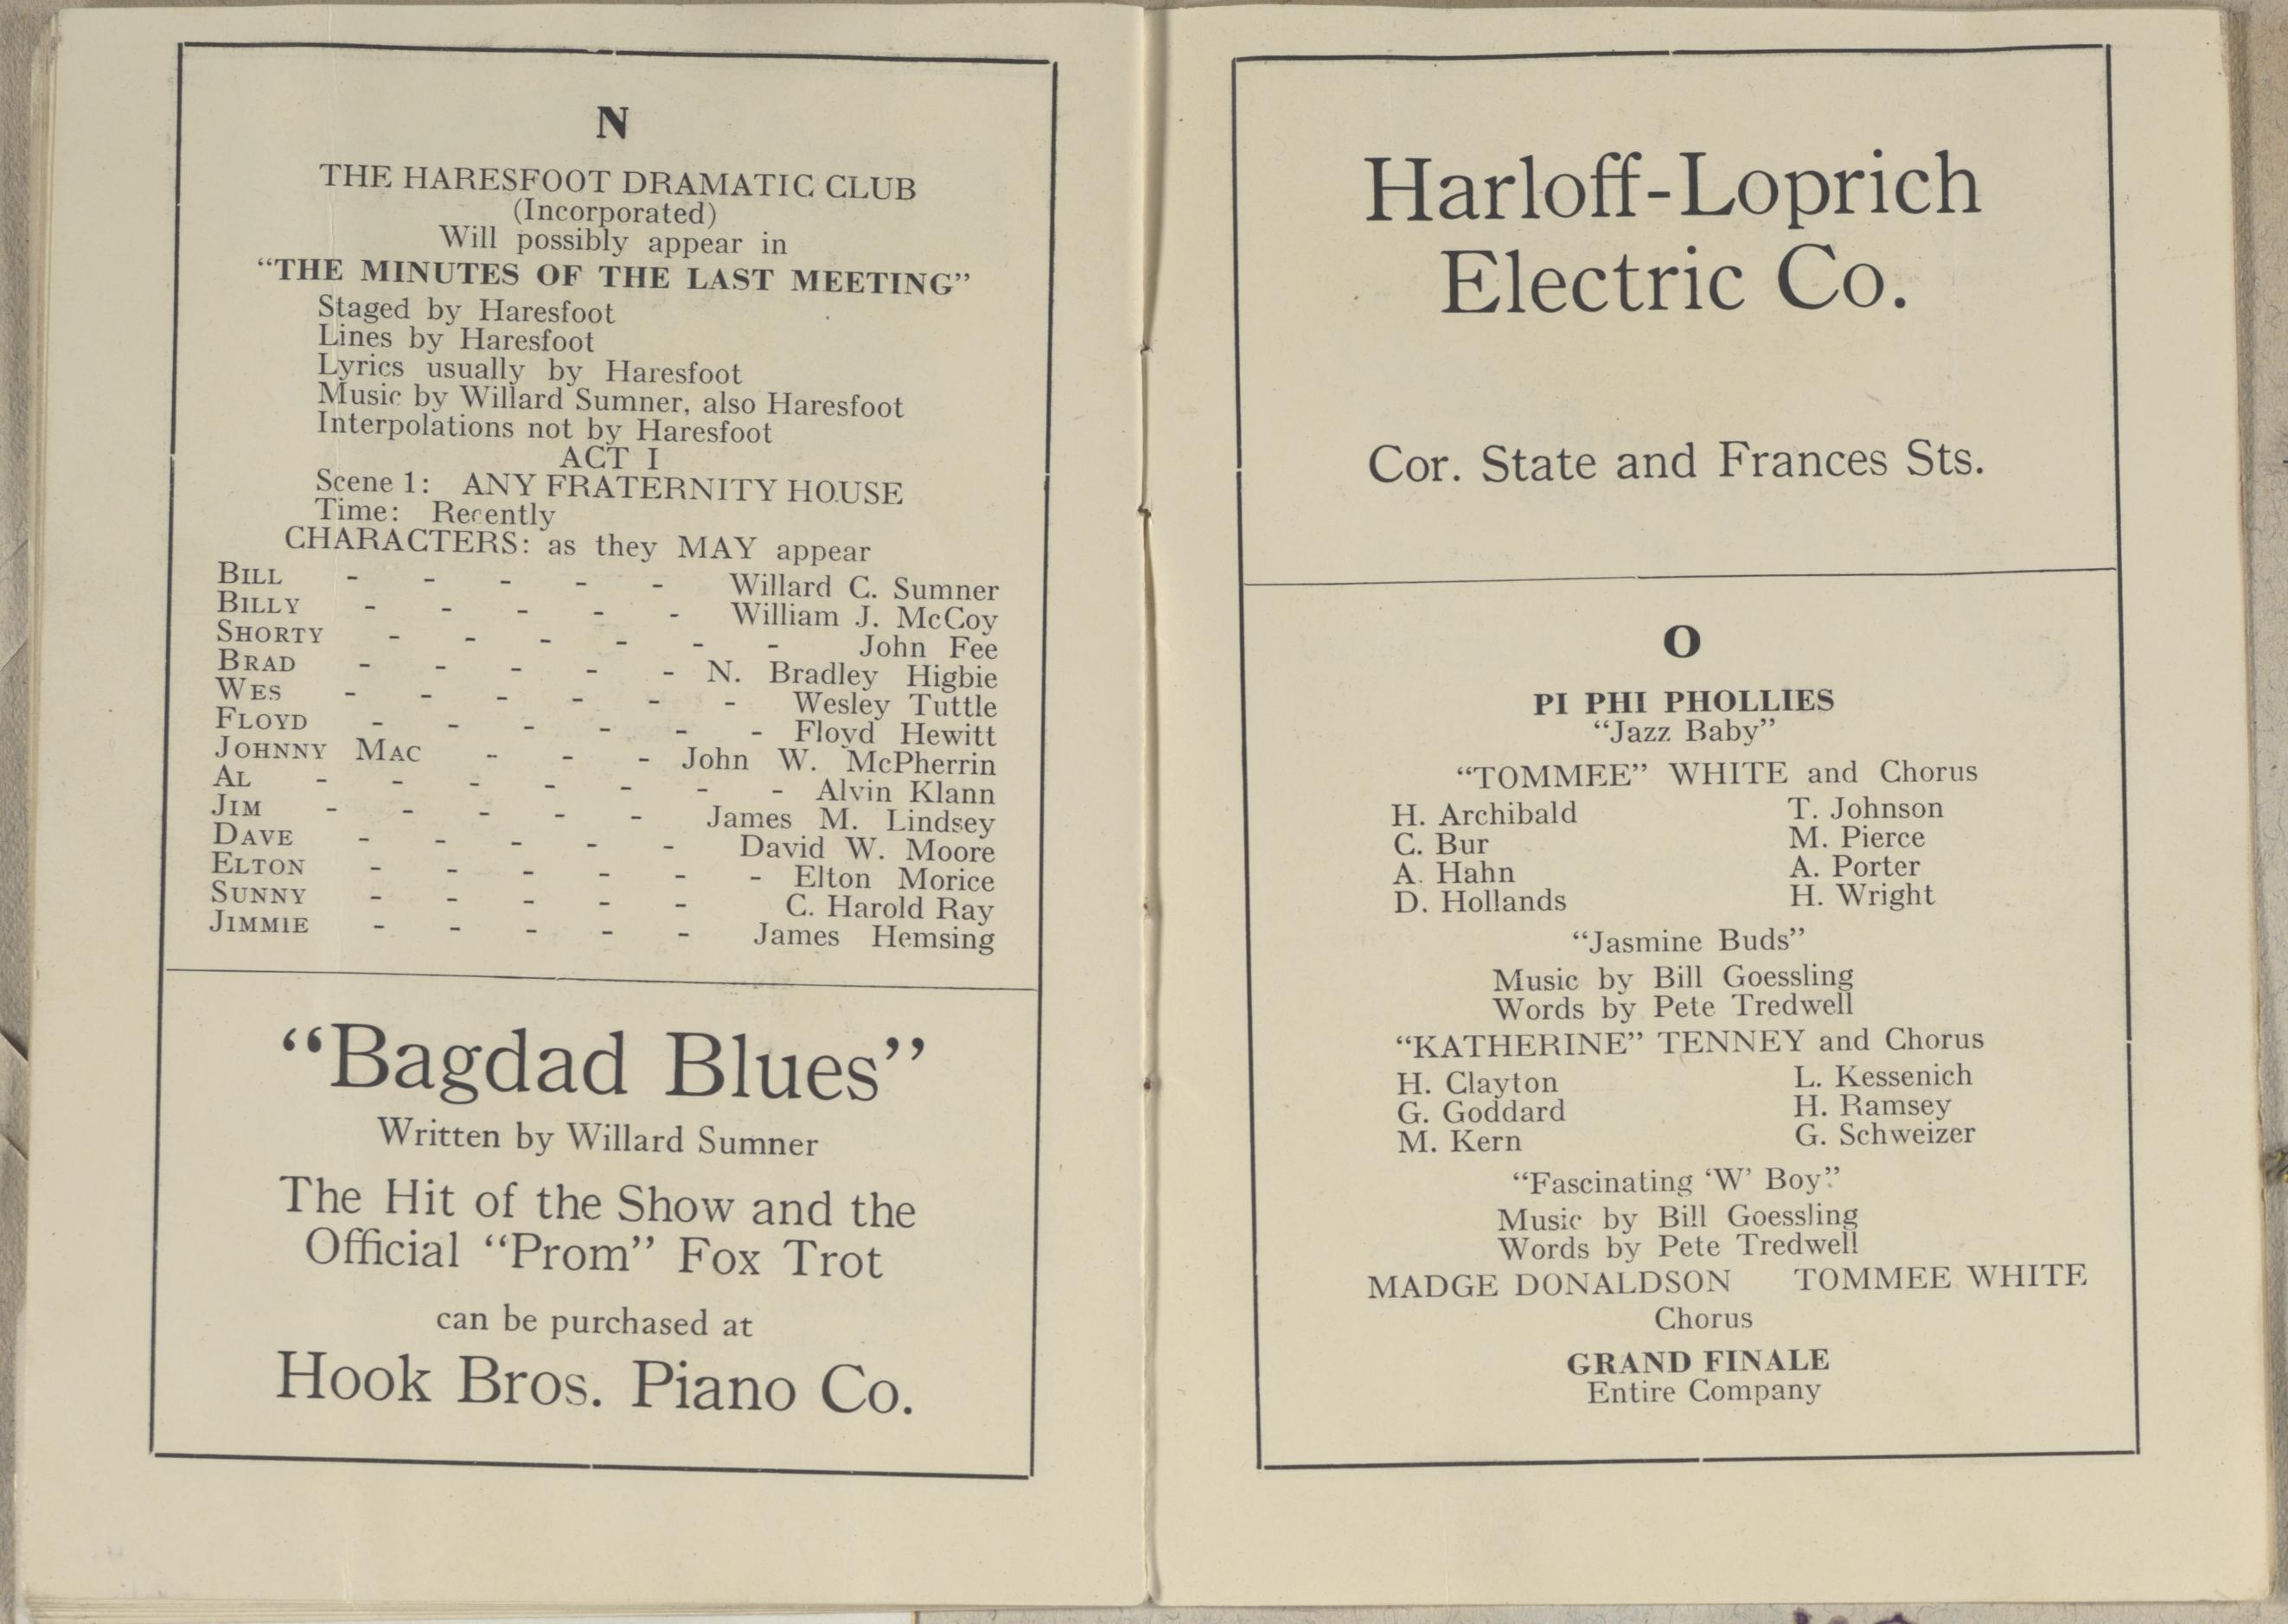 N
THE HARESFOOT DRAMATIC CLUB
(Incorporated)
Will possibly appear in
“THE MINUTES OF THE LAST MEETING”
Staged by Haresfoot
Lines by Haresfoot
Lyrics usually by Haresfoot
Music by Willard Sumner, also Haresfoot
Interpolations not by Haresfoot
ACT I
Scene 1: ANY FRATERNITY HOUSE
Time: Recently
CHARACTERS: as they MAY appear
BILL - - - - - Willard C. Sumner
BILLY - - - - - William J. McCoy
SHORTY - - - - - - John Fee
BRAD - - - - - N. Bradley Higbie
WES - - - - - - Wesley Tuttle
FLOYD - - - - - - Floyd Hewitt
JOHNNY MAC - - - John W. McPherrin
AL - - - - - - - Alvin Klann
JIM - - - - - James M. Lindsey
DAVE - - - - - David W. Moore
ELTON - - - - - - Elton Morice
SUNNY - - - - - C. Harold Ray
JIMMIE - - - - - James Hemsing
“Bagdad Blues”
Written by Willard Sumner
The Hit of the Show and the
Official “Prom” Fox Trot
can be purchased at
Hook Bros. Piano Co.
Harloff-Loprich
Electric Co.
Cor. State and Frances Sts.
O
PI PHI PHOLLIES
“Jazz Baby”
“TOMMEE” WHITE and Chorus
H. Archibald T. Johnson
C. Bur M. Pierce
A. Hahn A. Porter
D. Hollands H. Wright
“Jasmine Buds”
Music by Bill Goessling
Words by Pete Tredwell
“KATHERINE” TENNEY and Chorus
H. Clayton L. Kessenich
G. Goddard H. Ramsey
M. Kern G. Schweizer
“Fascinating ‘W’ Boy.”
Music by Bill Goessling
Words by Pete Tredwell
MADGE DONALDSON TOMMEE WHITE
Chorus
GRAND FINALE
Entire Company